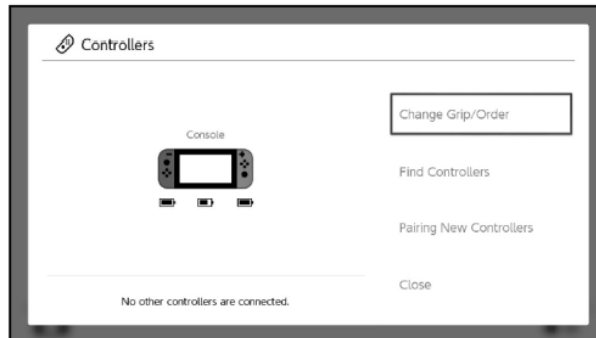 Controllers
Console
No other controllers are connected.
Change Grip/Order
Find Controllers
Pairing New Controllers
Close